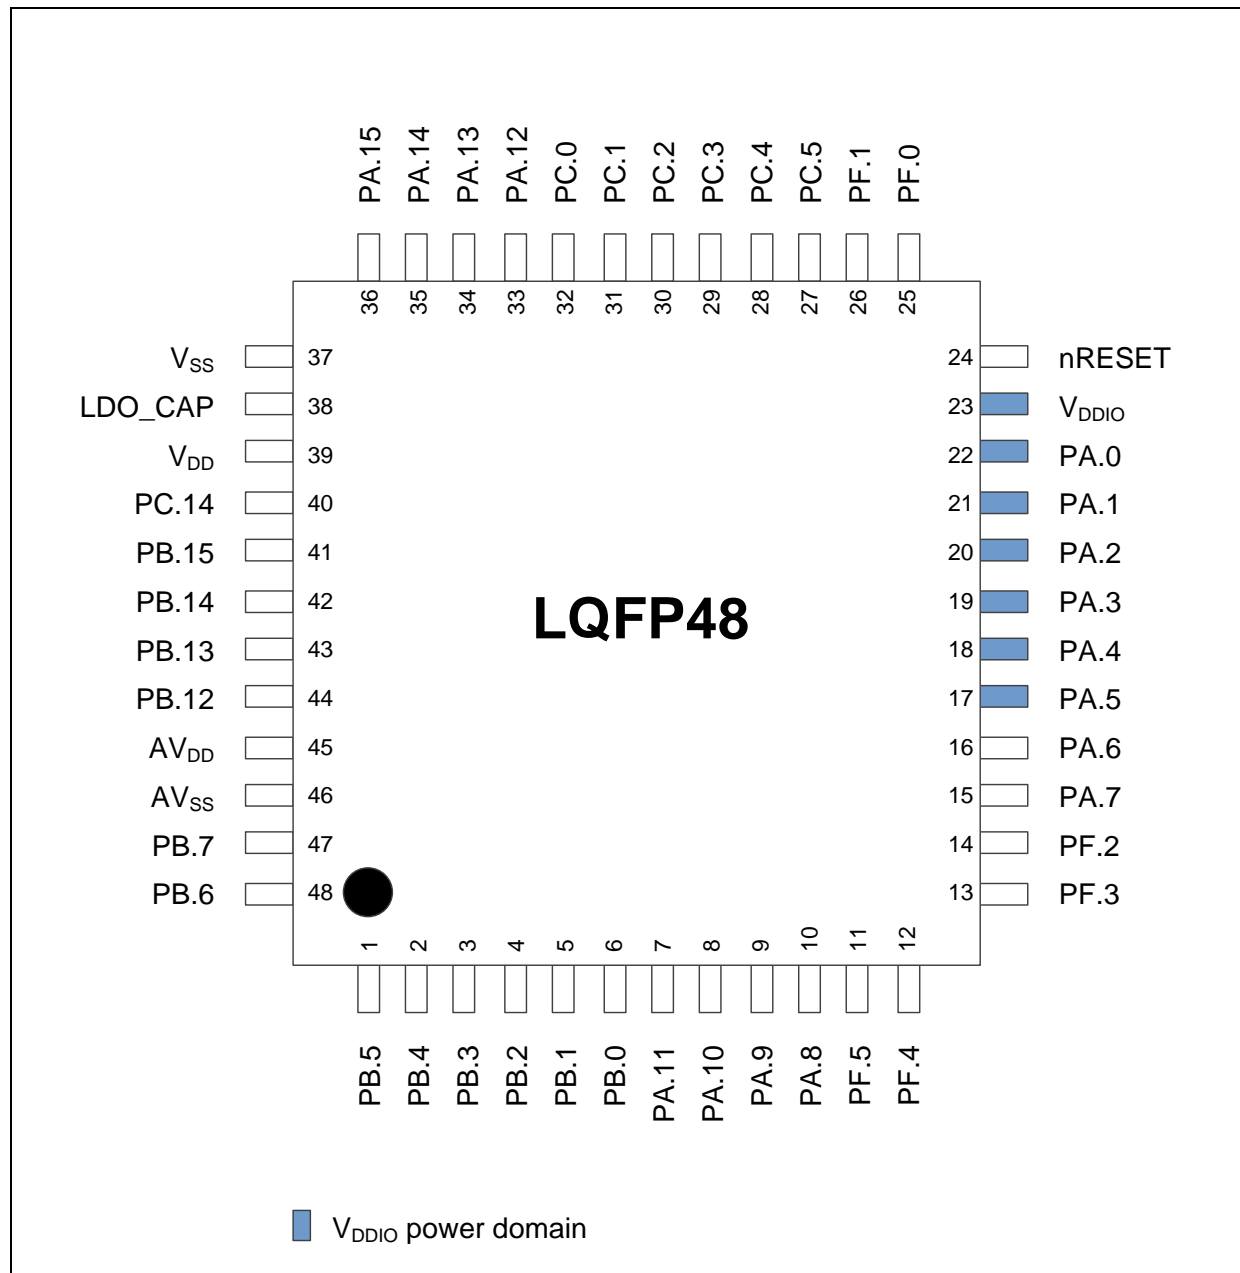 PA.15 PA.14 PA.13 PA.12 PC.0 PC.1 PC.2 PC.3 PC.4 PC.5 PF.1 PF.0
36 35 34 33 32 31 30 29 28 27 26 25
VSS 37 24 nRESET
LDO_CAP 38 23 VDDIO
VDD 39 22 PA.0
PC.14 40 21 PA.1
PB.15 41 20 PA.2
PB.14 42 LQFP48 19 PA.3
PB.13 43 18 PA.4
PB.12 44 17 PA.5
AVDD 45 16 PA.6
AVSS 46 15 PA.7
PB.7 47 14 PF.2
PB.6 48 13 PF.3
1 2 3 4 5 6 7 8 9 10 11 12
PB.5 PB.4 PB.3 PB.2 PB.1 PB.0 PA.11 PA.10 PA.9 PA.8 PF.5 PF.4
VDDIO power domain